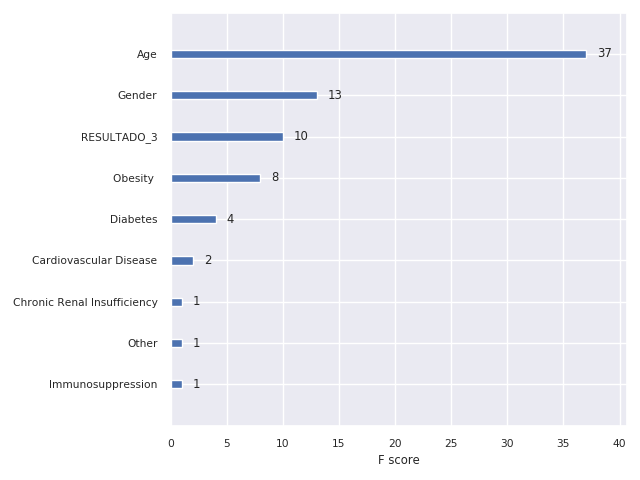 Age 37
Gender 13
RESULTADO_3 10
Obesity 8
Diabetes 4
Cardiovascular Disease 2
Chronic Renal Insufficiency 1
Other 1
Immunosuppression 1
0 5 10 15 20 25 30 35 40
F score